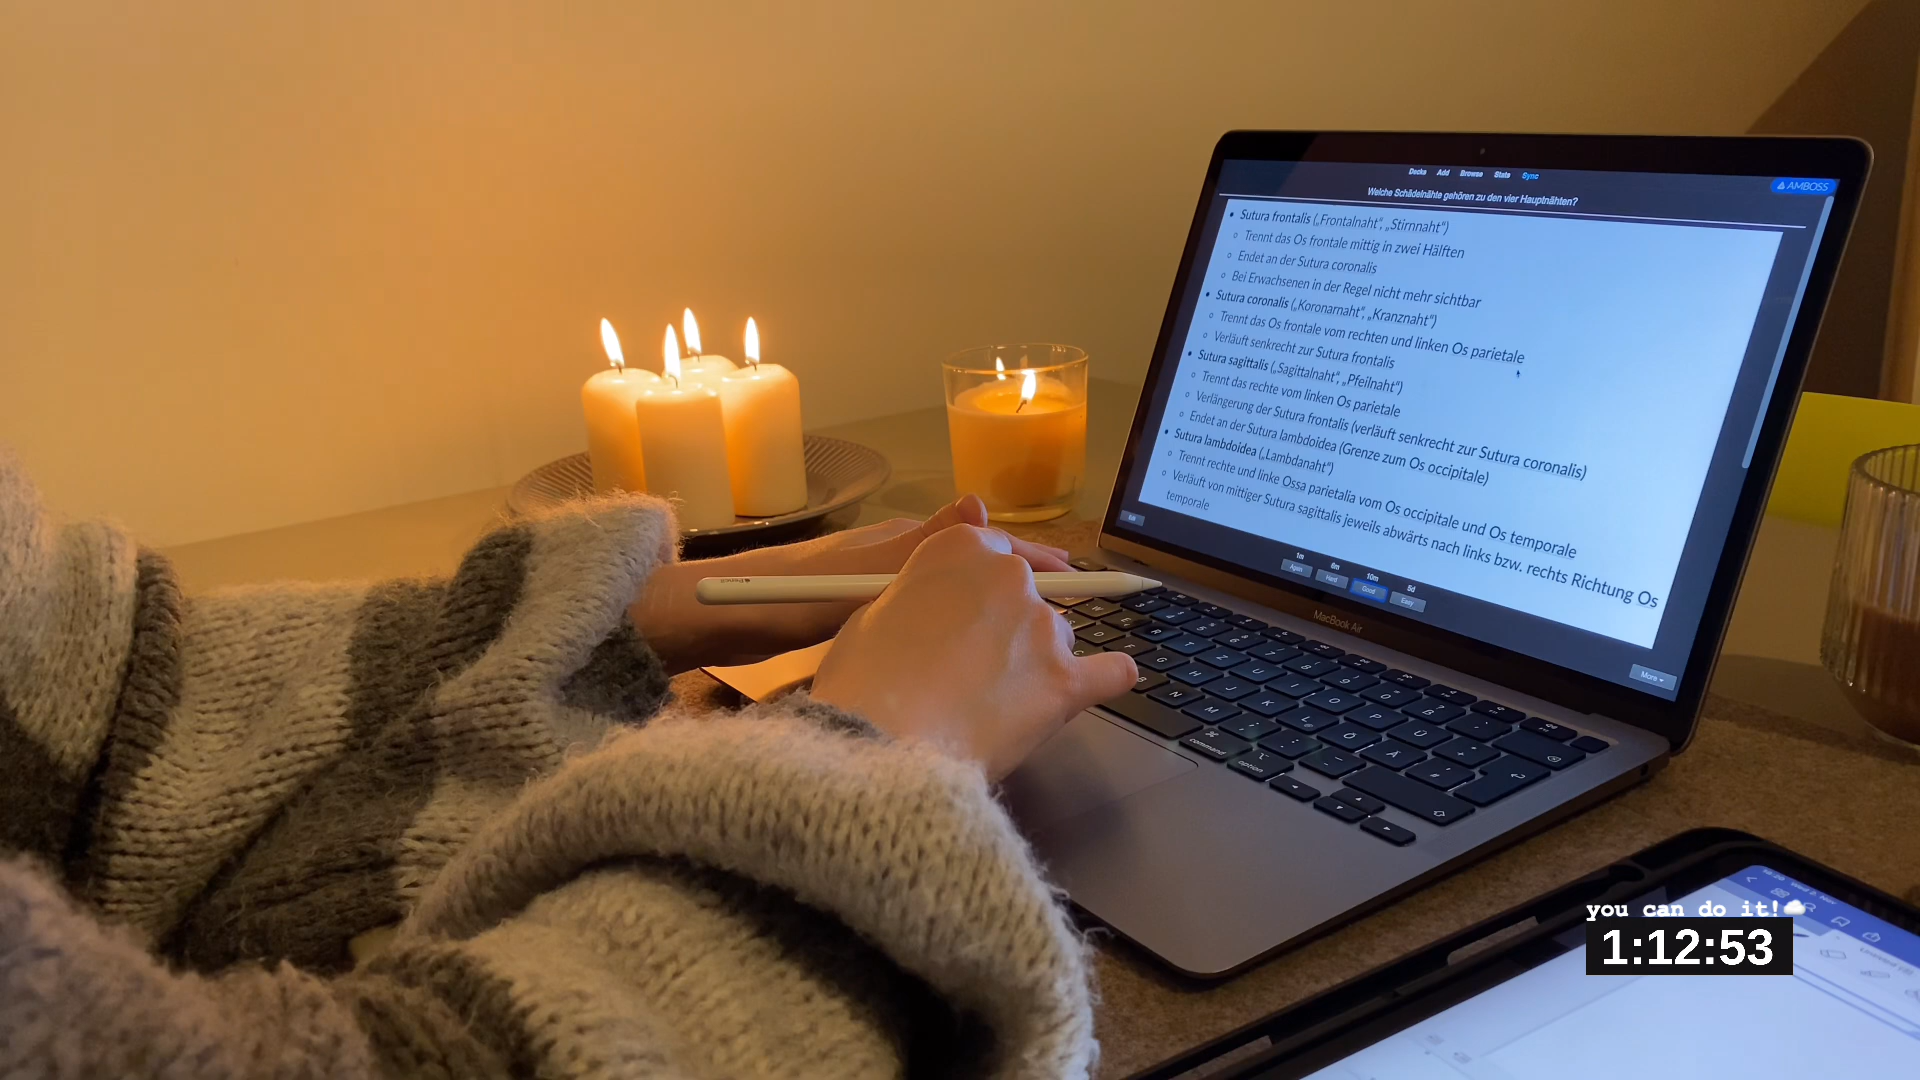 Decks Add Browse Stats Sync
AMBOSS
Welche Schädelnähte gehören zu den vier Hauptnähten?
• Sutura frontalis („Frontalnaht“, „Stirnnaht“)
○ Trennt das Os frontale mittig in zwei Hälften
○ Endet an der Sutura coronalis
○ Bei Erwachsenen in der Regel nicht mehr sichtbar
• Sutura coronalis („Koronarnaht“, „Kranznaht“)
○ Trennt das Os frontale vom rechten und linken Os parietale
○ Verläuft senkrecht zur Sutura frontalis
• Sutura sagittalis („Sagittalnaht“, „Pfeilnaht“)
○ Trennt das rechte vom linken Os parietale
○ Verlängerung der Sutura frontalis (verläuft senkrecht zur Sutura coronalis)
○ Endet an der Sutura lambdoidea (Grenze zum Os occipitale)
• Sutura lambdoidea („Lambdanaht“)
○ Trennt rechte und linke Ossa parietalia vom Os occipitale und Os temporale
○ Verläuft von mittiger Sutura sagittalis jeweils abwärts nach links bzw. rechts Richtung Os
temporale
1m 6m 10m 5d
Again Hard Good Easy
More
MacBook Air
W E R T Z U I O P Ü
D F G H J K L Ö Ä
B N M
command option
you can do it!
1:12:53